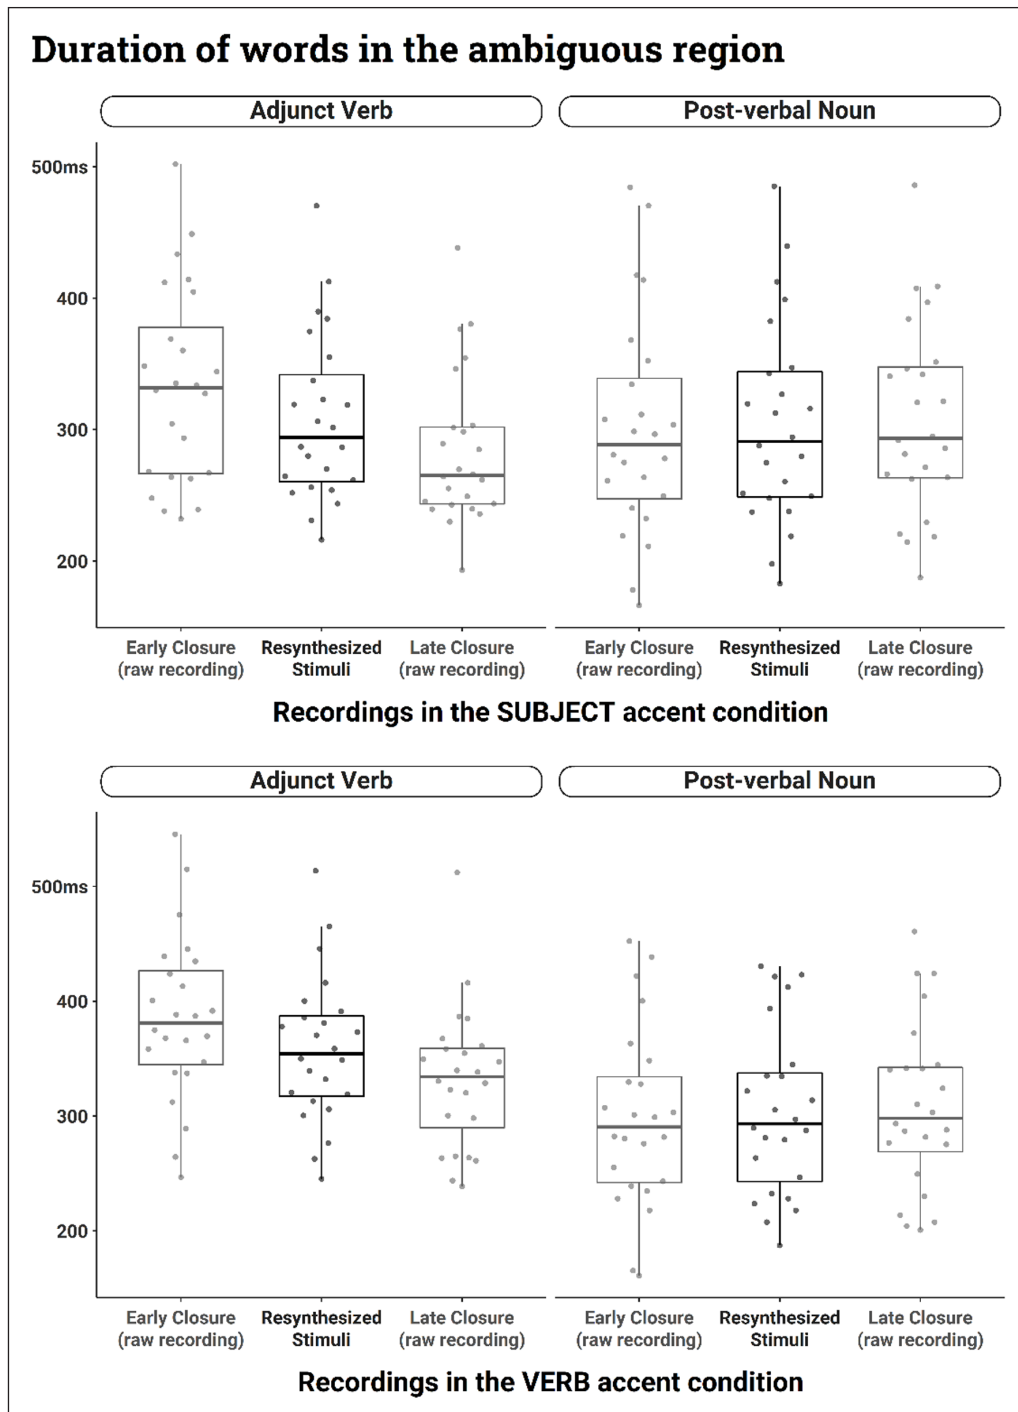 Duration of words in the ambiguous region
Adjunct Verb
Post-verbal Noun
500ms
400
300
200
Early Closure
(raw recording)
Resynthesized
Stimuli
Late Closure
(raw recording)
Early Closure
(raw recording)
Resynthesized
Stimuli
Late Closure
(raw recording)
Recordings in the SUBJECT accent condition
Adjunct Verb
Post-verbal Noun
500ms
400
300
200
Early Closure
(raw recording)
Resynthesized
Stimuli
Late Closure
(raw recording)
Early Closure
(raw recording)
Resynthesized
Stimuli
Late Closure
(raw recording)
Recordings in the VERB accent condition